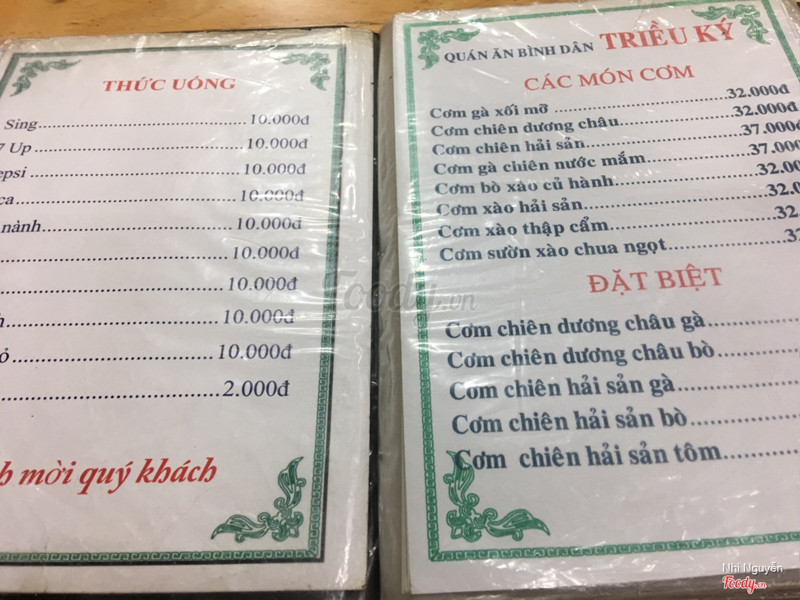 THỨC UỐNG
Sing 10.000đ
7 Up 10.000đ
epsi 10.000đ
ca 10.000đ
nành 10.000đ
10.000đ
10.000đ
h 10.000đ
ỏ 10.000đ
2.000đ
h mời quý khách
QUÁN ĂN BÌNH DÂN TRIỀU KÝ
CÁC MÓN CƠM
Cơm gà xối mỡ 32.000đ
Cơm chiên dương châu 32.000đ
Cơm chiên hải sản 37.000đ
Cơm gà chiên nước mắm 37.000
Cơm bò xào củ hành 32.00
Cơm xào hải sản 32.0
Cơm xào thập cẩm 32.
Cơm sườn xào chua ngọt 32
ĐẶT BIỆT
Cơm chiên dương châu gà
Cơm chiên dương châu bò
Cơm chiên hải sản gà
Cơm chiên hải sản bò
Cơm chiên hải sản tôm
Foody.vn
Nhi Nguyễn
Foody.vn